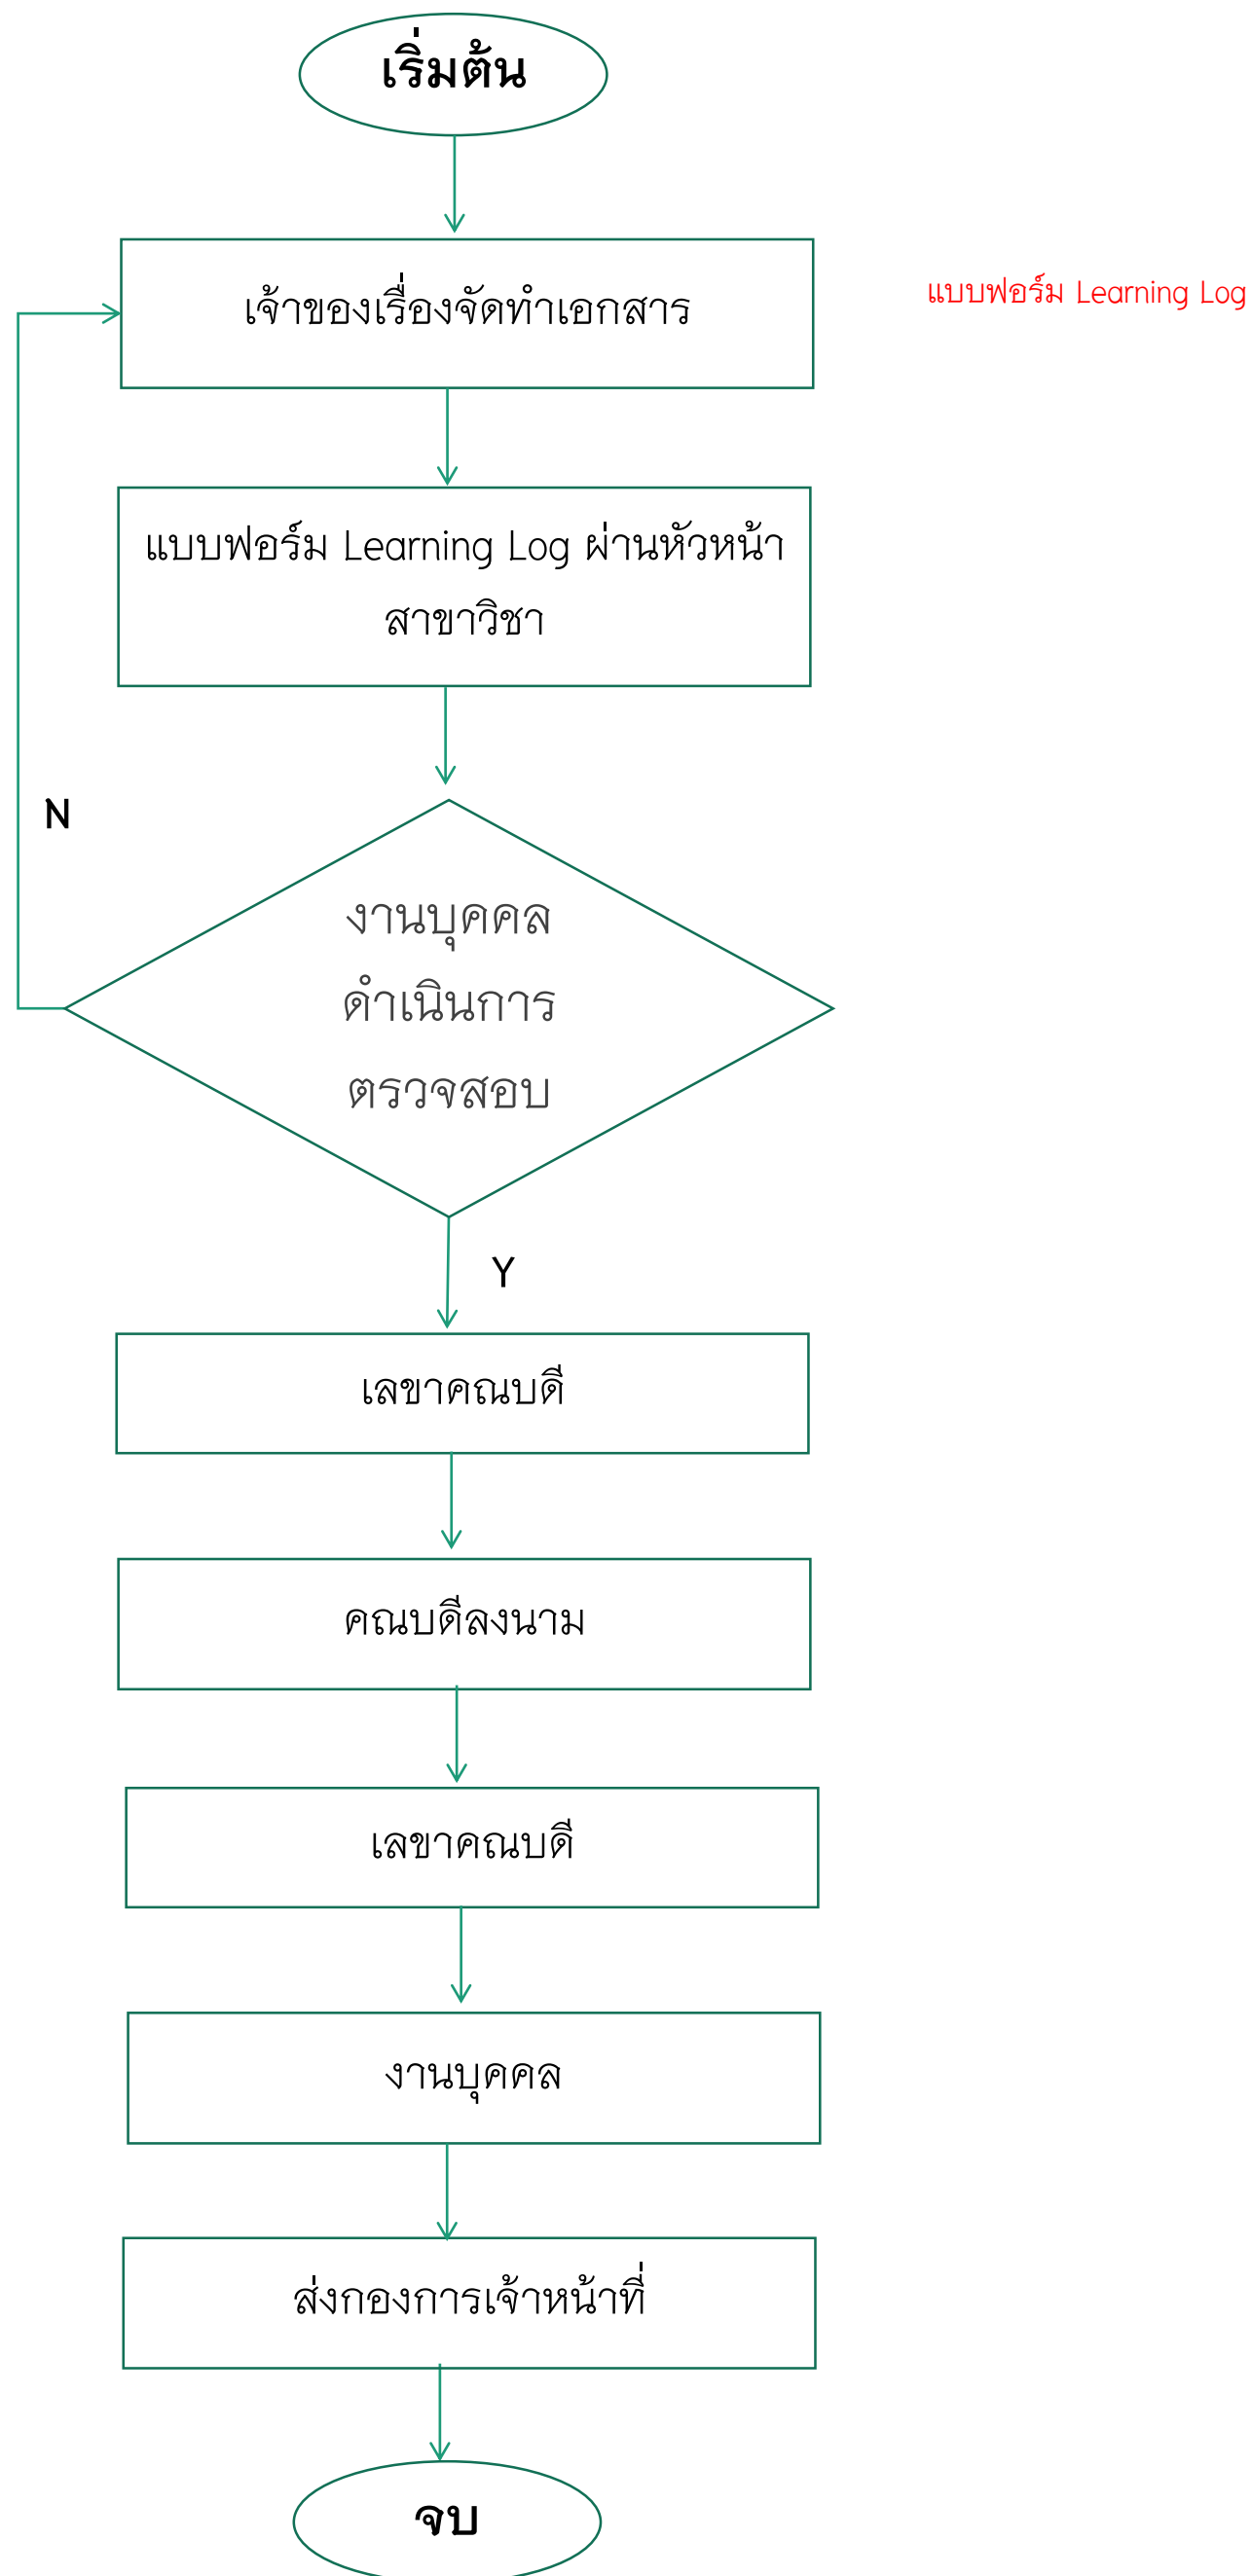 เริ่มต้น
เจ้าของเรื่องจัดทำเอกสาร
แบบฟอร์ม Learning Log
แบบฟอร์ม Learning Log ผ่านหัวหน้า
สาขาวิชา
N
งานบุคคล
ดำเนินการ
ตรวจสอบ
Y
เลขาคณบดี
คณบดีลงนาม
เลขาคณบดี
งานบุคคล
ส่งกองการเจ้าหน้าที่
จบ